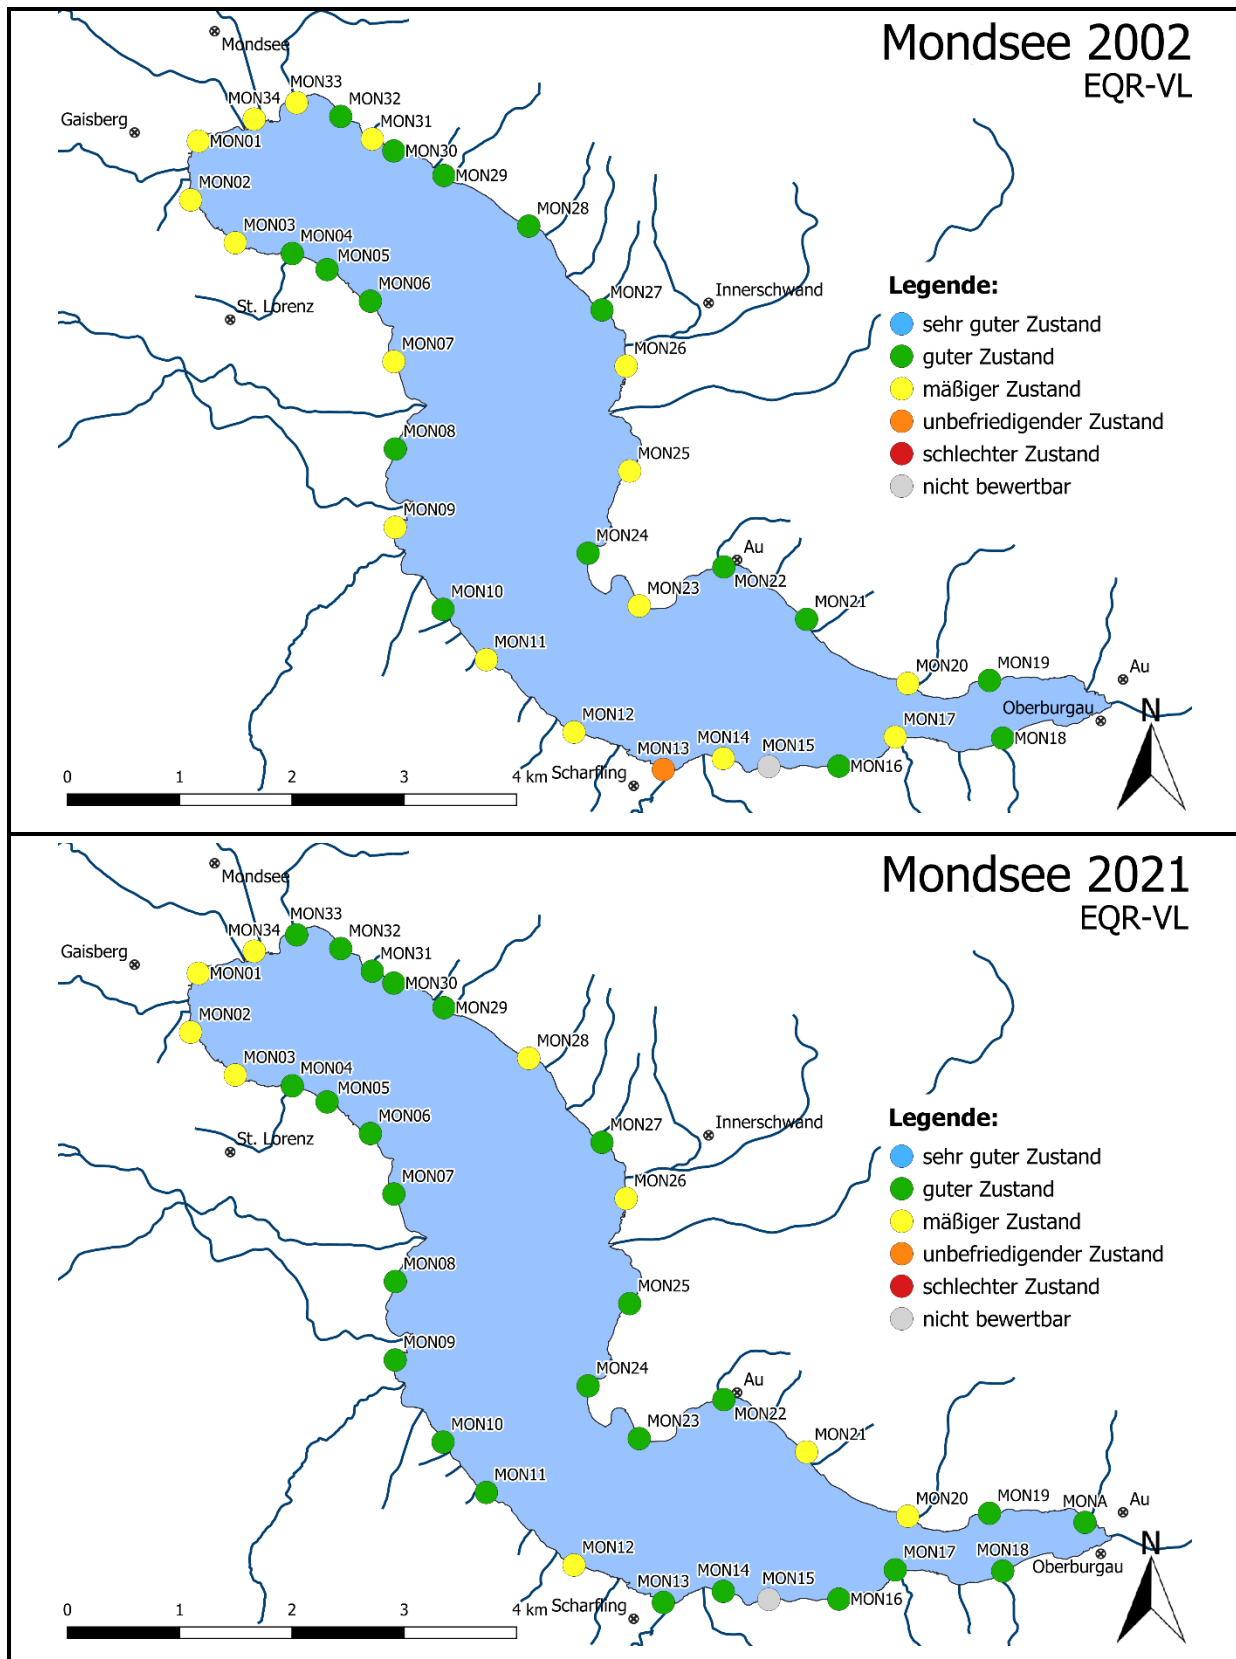 Mondsee 2002
EQR-VL
Mondsee
MON33
MON34
MON32
Gaisberg
MON31
MON01
MON30
MON29
MON02
MON28
MON03
MON04
MON05
MON06
St. Lorenz
MON27
Innerschwand
MON07
MON26
MON08
MON25
MON09
MON24
Au
MON22
MON23
MON10
MON21
MON11
MON20
MON19
Au
MON12
MON17
Oberburgau
N
MON13
MON14
MON15
MON18
MON16
Scharfling
0 1 2 3 4 km
Legende:
sehr guter Zustand
guter Zustand
mäßiger Zustand
unbefriedigender Zustand
schlechter Zustand
nicht bewertbar
Mondsee 2021
EQR-VL
Mondsee
MON33
MON34
MON32
Gaisberg
MON31
MON01
MON30
MON29
MON02
MON28
MON03
MON04
MON05
MON06
St. Lorenz
MON27
Innerschwand
MON07
MON26
MON08
MON25
MON09
MON24
Au
MON22
MON23
MON10
MON21
MON11
MON20
MON19
MONA
Au
MON12
MON17
MON18
Oberburgau
N
MON13
MON14
MON15
MON16
Scharfling
0 1 2 3 4 km
Legende:
sehr guter Zustand
guter Zustand
mäßiger Zustand
unbefriedigender Zustand
schlechter Zustand
nicht bewertbar